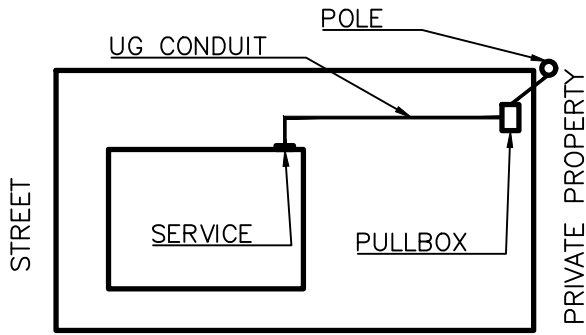 POLE
UG CONDUIT
STREET
SERVICE
PULLBOX
PRIVATE PROPERTY